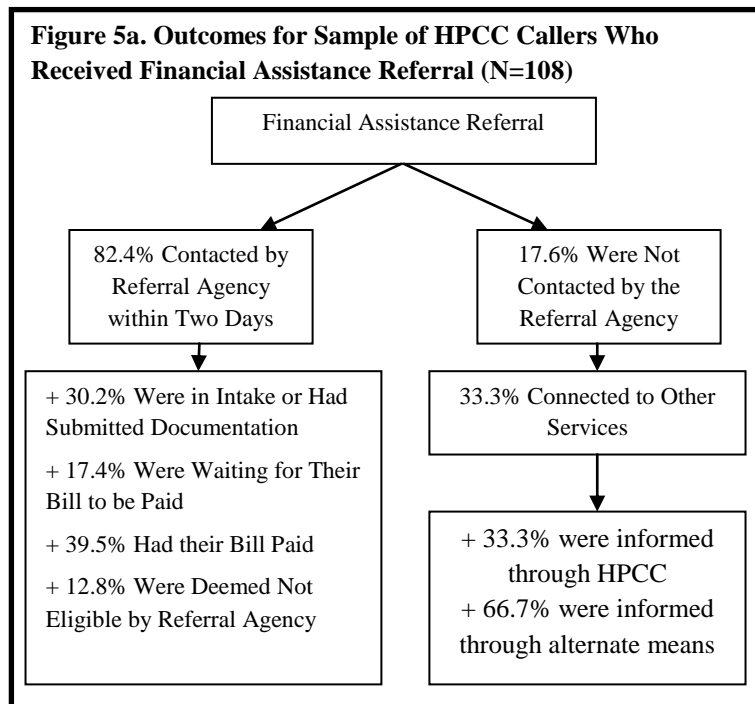 Figure 5a. Outcomes for Sample of HPCC Callers Who
Received Financial Assistance Referral (N=108)
Financial Assistance Referral
82.4% Contacted by
Referral Agency
within Two Days
17.6% Were Not
Contacted by the
Referral Agency
+ 30.2% Were in Intake or Had
Submitted Documentation
+ 17.4% Were Waiting for Their
Bill to be Paid
+ 39.5% Had their Bill Paid
+ 12.8% Were Deemed Not
Eligible by Referral Agency
33.3% Connected to Other
Services
+ 33.3% were informed
through HPCC
+ 66.7% were informed
through alternate means